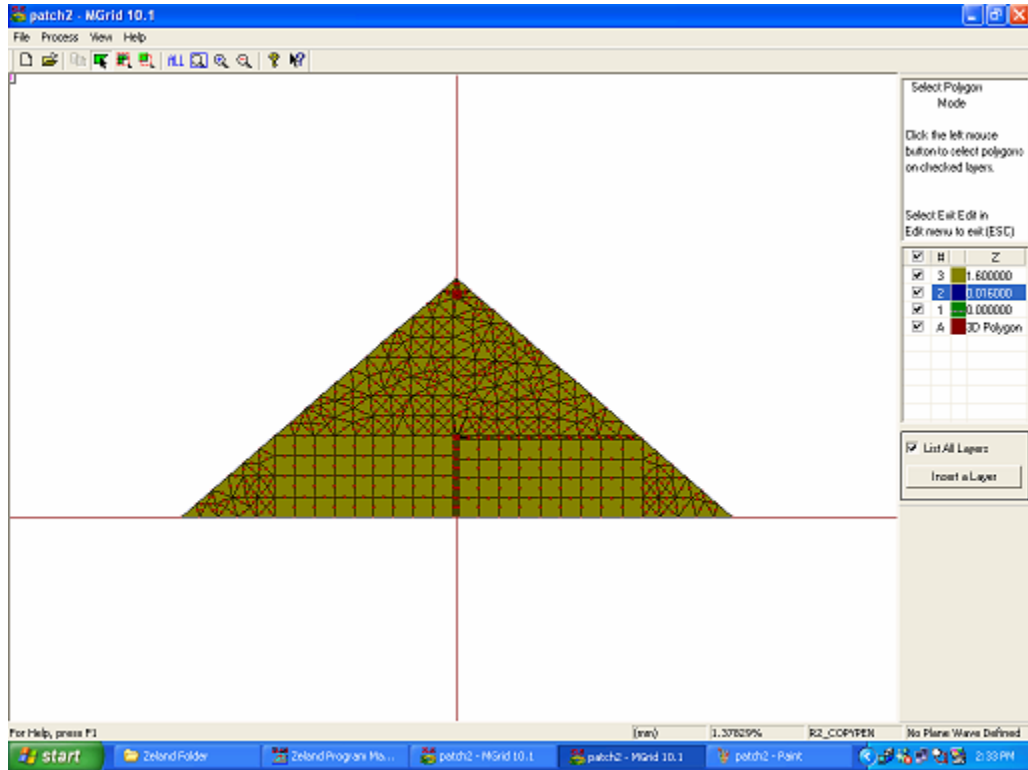 patch2 - MGrid 10.1
File Process View Help
ALL
Select Polygon
Mode
Click the left mouse
button to select polygons
on checked layers.
Select Exit Edit in
Edit menu to exit (ESC)
# Z
3 1.600000
2 0.016000
1 0.000000
A 3D Polygon
List All Layers
Insert a Layer
For Help, press F1 (mm) 1.37829% R2_COPYPEN No Plane Wave Defined
start Zeland Folder Zeland Program Ma... patch2 - MGrid 10.1 patch2 - MGrid 10.1 patch2 - Paint 2:33 PM